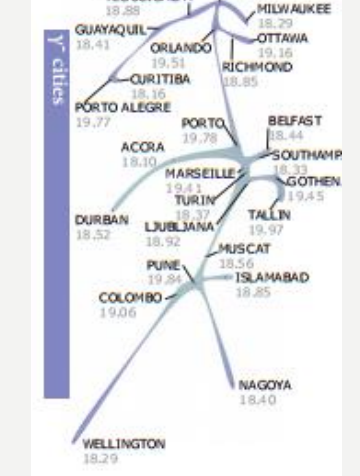 18.88
MILWAUKEE
18.29
GUAYAQUIL
18.41
OTTAWA
19.16
ORLANDO
19.51
RICHMOND
18.85
γ' cities
CURITIBA
18.16
PORTO ALEGRE
19.77
PORTO
19.78
BELFAST
18.44
ACORA
18.10
SOUTHAMP
18.33
MARSEILLE
19.41
GOTHEN
19.45
TURIN
18.37
TALLIN
19.97
DURBAN
18.52
LJUBLJANA
18.92
MUSCAT
18.56
PUNE
19.84
ISLAMABAD
18.85
COLOMBO
19.06
NAGOYA
18.40
WELLINGTON
18.29